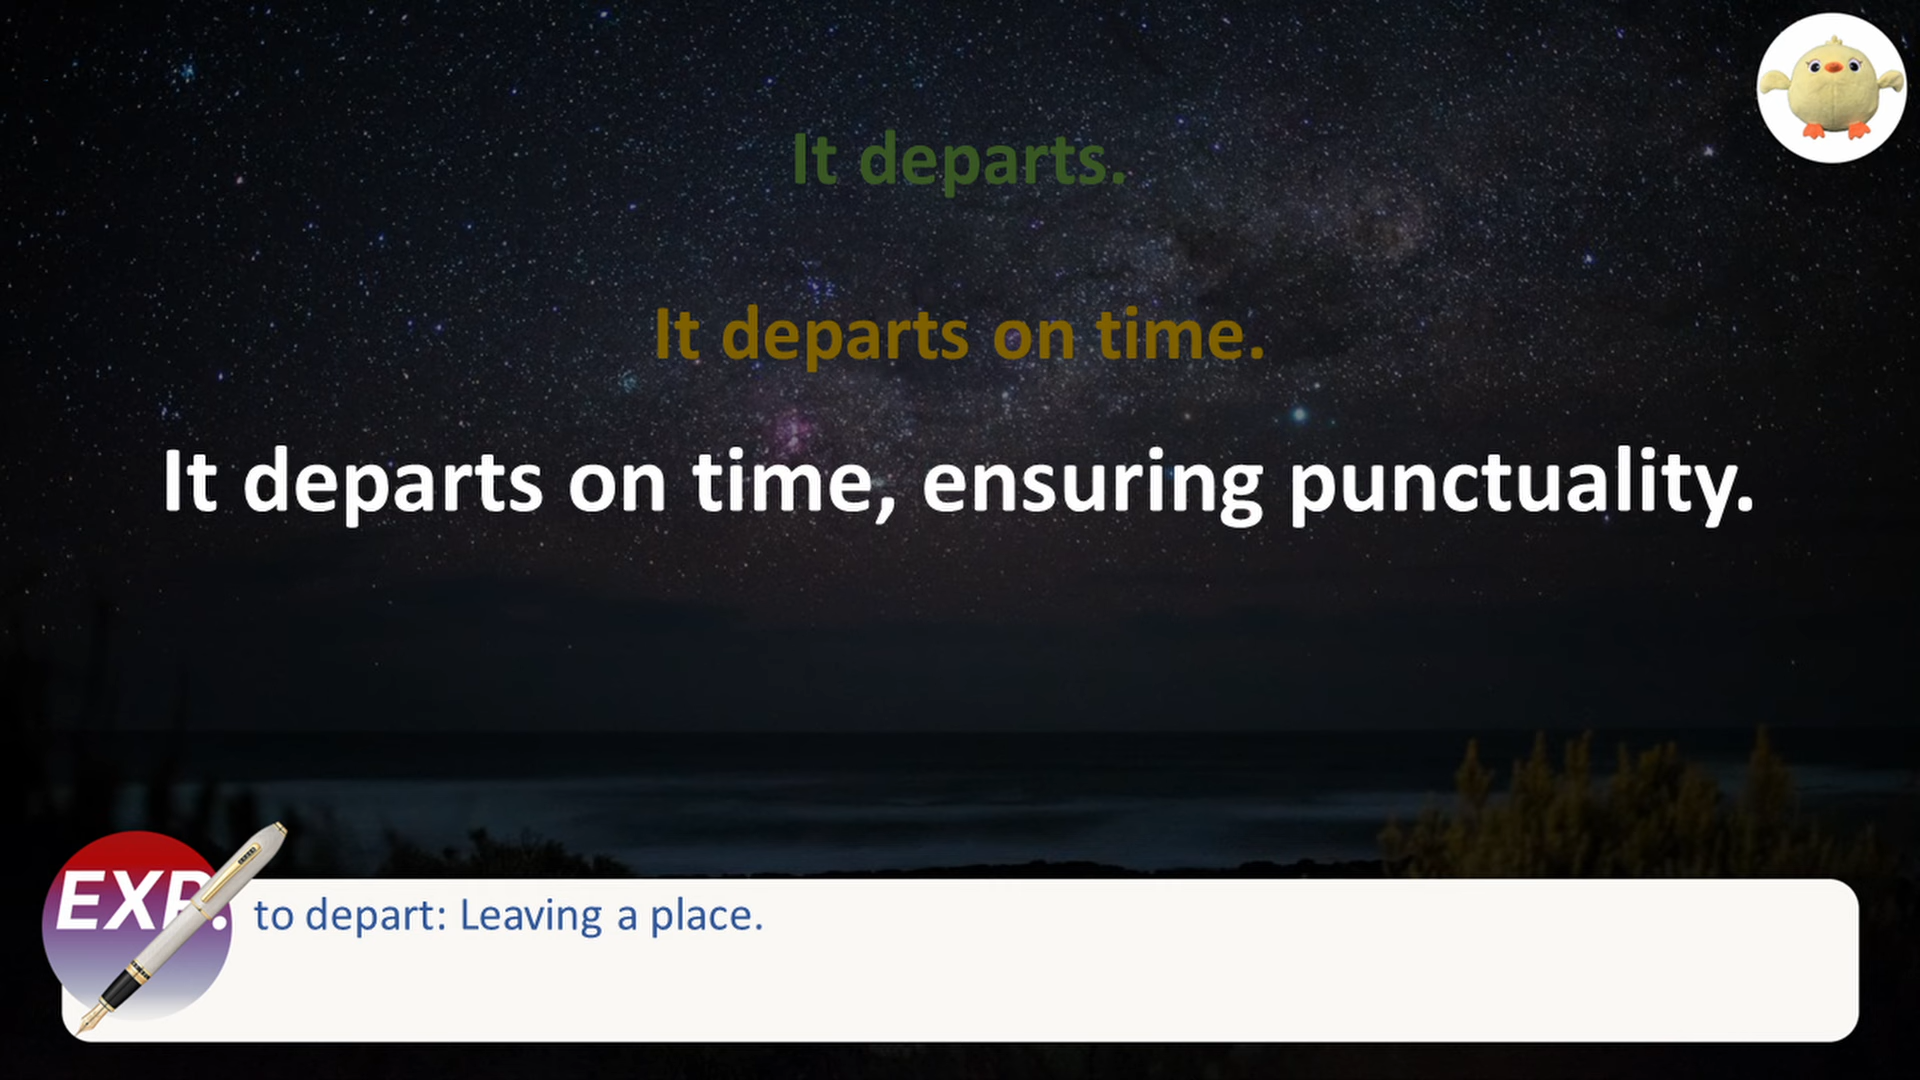 It departs.
It departs on time.
It departs on time, ensuring punctuality.
EXP.
to depart: Leaving a place.